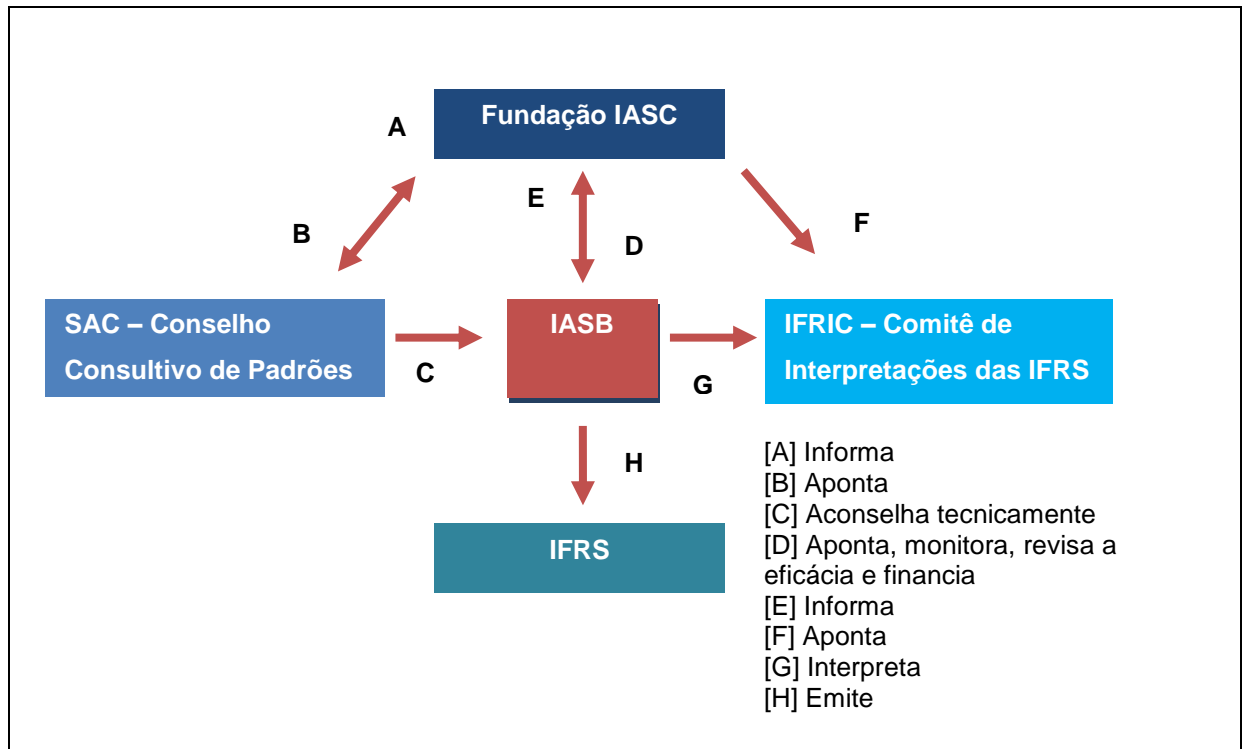 Fundação IASC
A
E
B
F
D
SAC – Conselho
Consultivo de Padrões
IASB
IFRIC – Comitê de
Interpretações das IFRS
C
G
H
IFRS
[A] Informa
[B] Aponta
[C] Aconselha tecnicamente
[D] Aponta, monitora, revisa a
eficácia e financia
[E] Informa
[F] Aponta
[G] Interpreta
[H] Emite